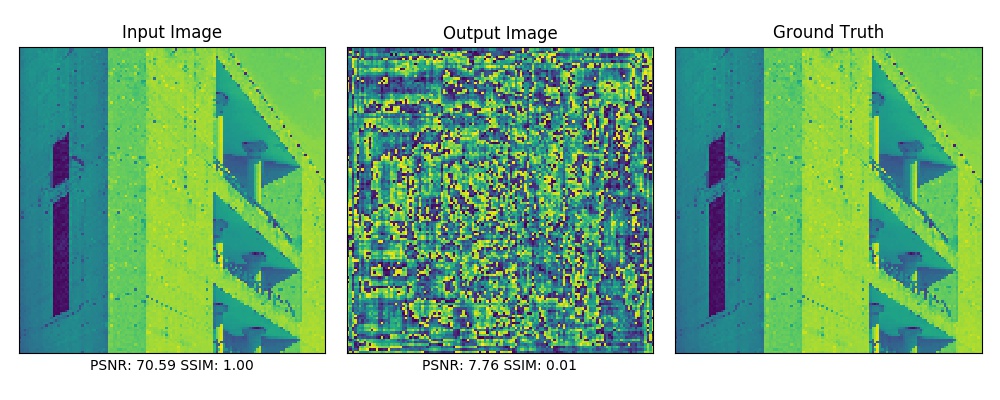 Input Image
Output Image
Ground Truth
PSNR: 70.59 SSIM: 1.00
PSNR: 7.76 SSIM: 0.01